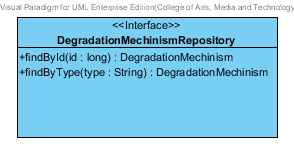 Visual Paradigm for UML Enterprise Edition(College of Arts, Media and Technology
<<Interface>>
DegradationMechinismRepository
+findById(id : long) : DegradationMechinism
+findByType(type : String) : DegradationMechinism